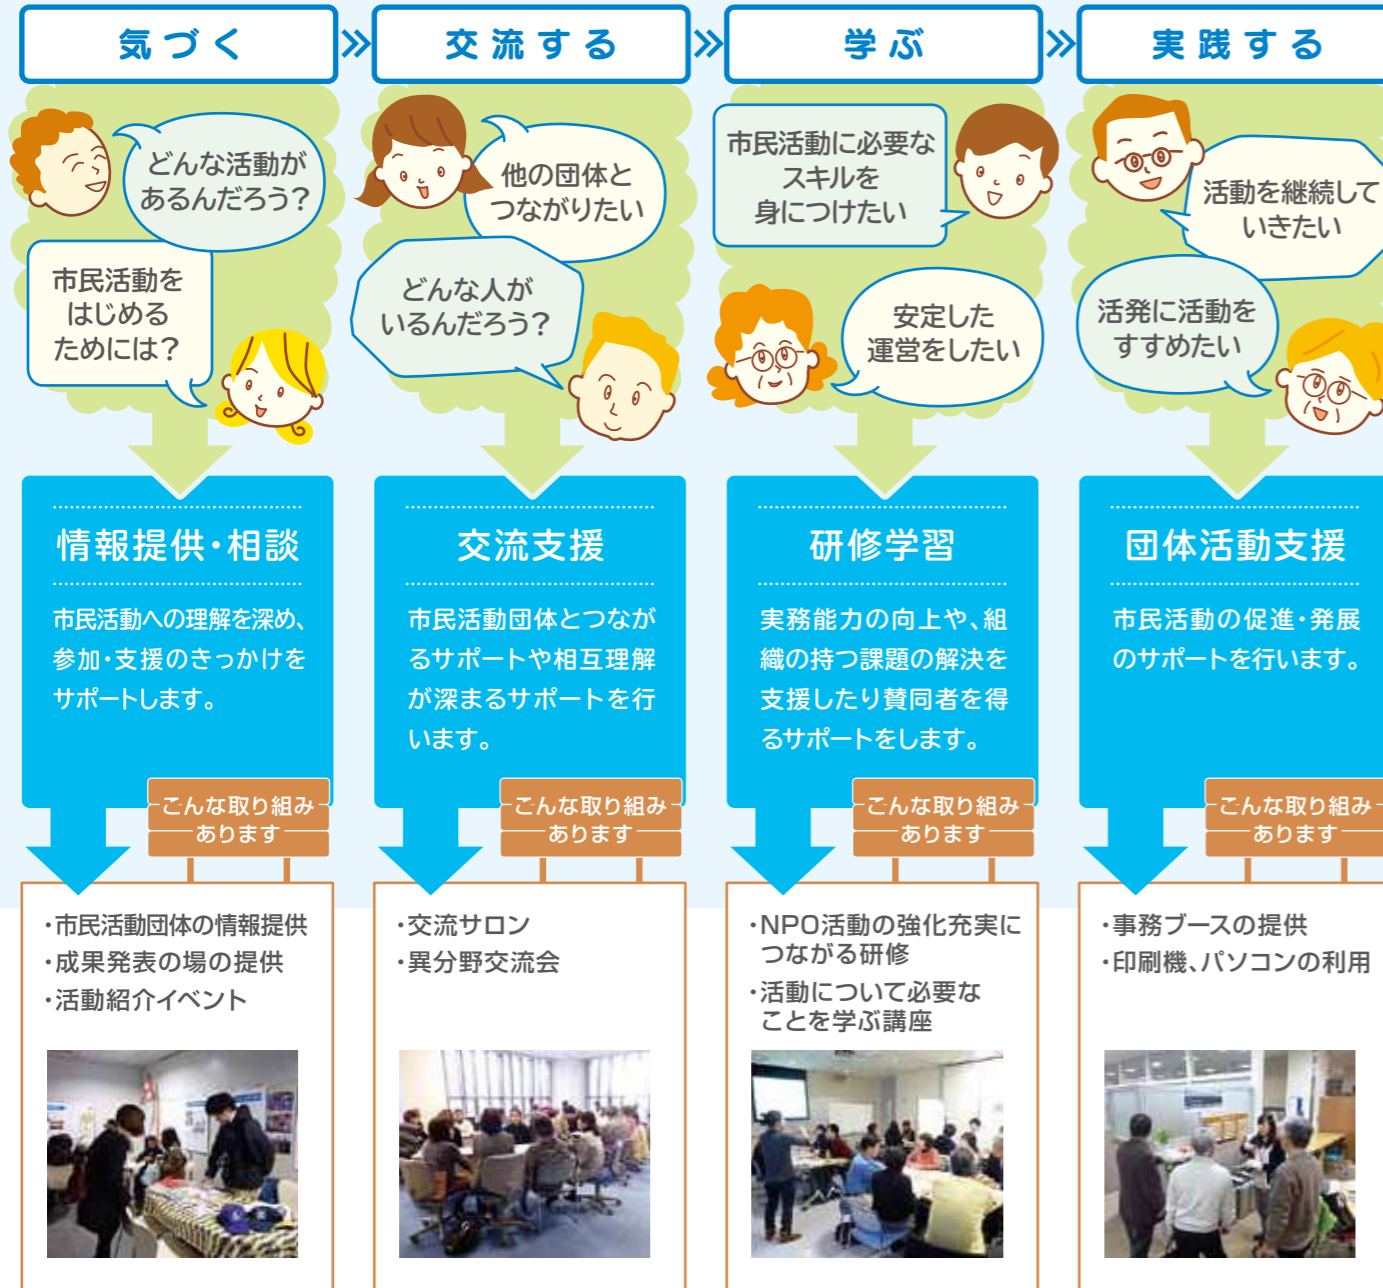 気づく
どんな活動が
あるんだろう？
市民活動を
はじめる
ためには？
情報提供・相談
市民活動への理解を深め、
参加・支援のきっかけを
サポートします。
こんな取り組み
あります
・市民活動団体の情報提供
・成果発表の場の提供
・活動紹介イベント
交流する
他の団体と
つながりたい
どんな人が
いるんだろう？
交流支援
市民活動団体とつなが
るサポートや相互理解
が深まるサポートを行
います。
こんな取り組み
あります
・交流サロン
・異分野交流会
学ぶ
市民活動に必要な
スキルを
身につけたい
安定した
運営をしたい
研修学習
実務能力の向上や、組
織の持つ課題の解決を
支援したり賛同者を得
るサポートをします。
こんな取り組み
あります
・NPO活動の強化充実に
つながる研修
・活動について必要な
ことを学ぶ講座
実践する
活動を継続して
いきたい
活発に活動を
すすめたい
団体活動支援
市民活動の促進・発展
のサポートを行います。
こんな取り組み
あります
・事務ブースの提供
・印刷機、パソコンの利用